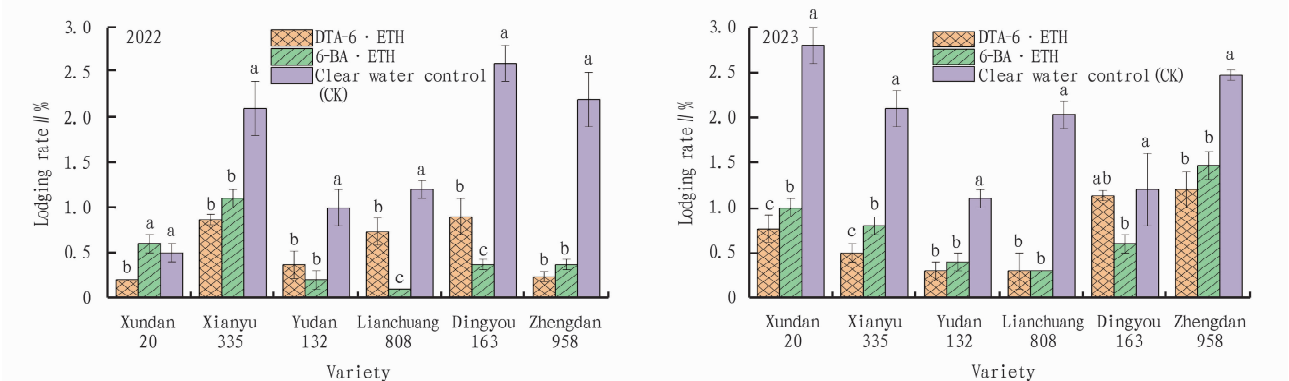 3.0
2.5
2.0
1.5
1.0
0.5
0
Lodging rate//%
2022
DTA-6·ETH
6-BA·ETH
Clear water control
(CK)
b
a
a
b
b
a
b
b
a
b
c
a
b
c
a
b
b
a
Xundan
20
Xianyu
335
Yudan
132
Lianchuang
808
Dingyou
163
Zhengdan
958
Variety
3.0
2.5
2.0
1.5
1.0
0.5
0
Lodging rate//%
2023
DTA-6·ETH
6-BA·ETH
Clear water control(CK)
c
b
a
c
b
a
b
b
a
b
b
a
ab
b
a
b
b
a
Xundan
20
Xianyu
335
Yudan
132
Lianchuang
808
Dingyou
163
Zhengdan
958
Variety